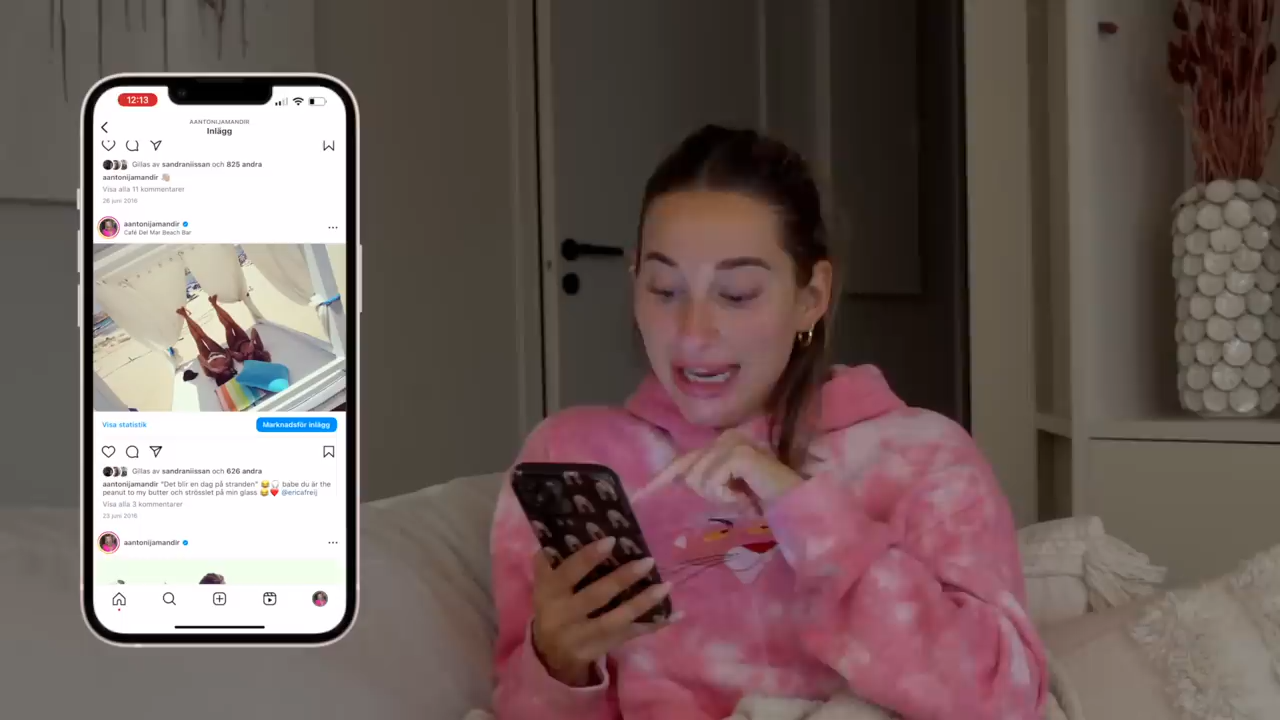 12:13
AANTONIJAMANDIR
Inlägg
Gillas av sandraniissan och 825 andra
aantonijamandir 👏🏼
Visa alla 11 kommentarer
26 juni 2016
aantonijamandir
Café Del Mar Beach Bar
Visa statistik
Marknadsför inlägg
Gillas av sandraniissan och 626 andra
aantonijamandir "Det blir en dag på stranden" 😂 babe du är the
peanut to my butter och strösslet på min glass 😂❤️ @ericafreij
Visa alla 3 kommentarer
23 juni 2016
aantonijamandir